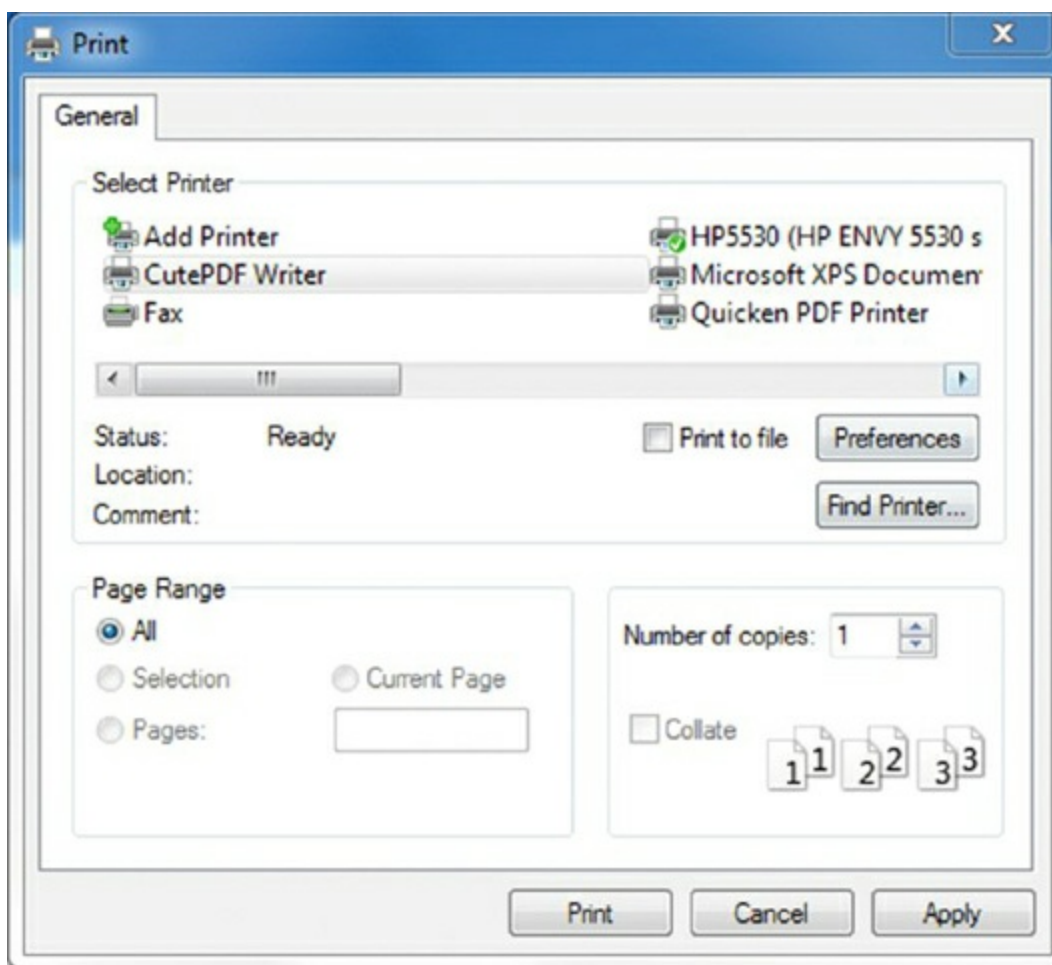 Print
General
Select Printer
Add Printer
HP5530 (HP ENVY 5530 s
CutePDF Writer
Microsoft XPS Documen
Fax
Quicken PDF Printer
Status: Ready
Print to file
Preferences
Location:
Find Printer...
Comment:
Page Range
All
Selection
Current Page
Pages:
Number of copies: 1
Collate
1 1 2 2 3 3
Print
Cancel
Apply